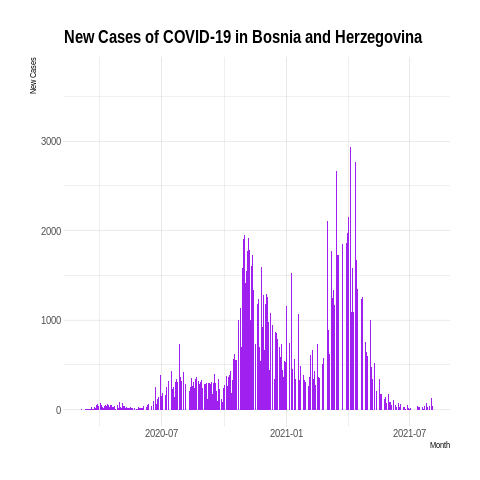 New Cases of COVID-19 in Bosnia and Herzegovina
New Cases
3000
2000
1000
0
2020-07
2021-01
2021-07
Month